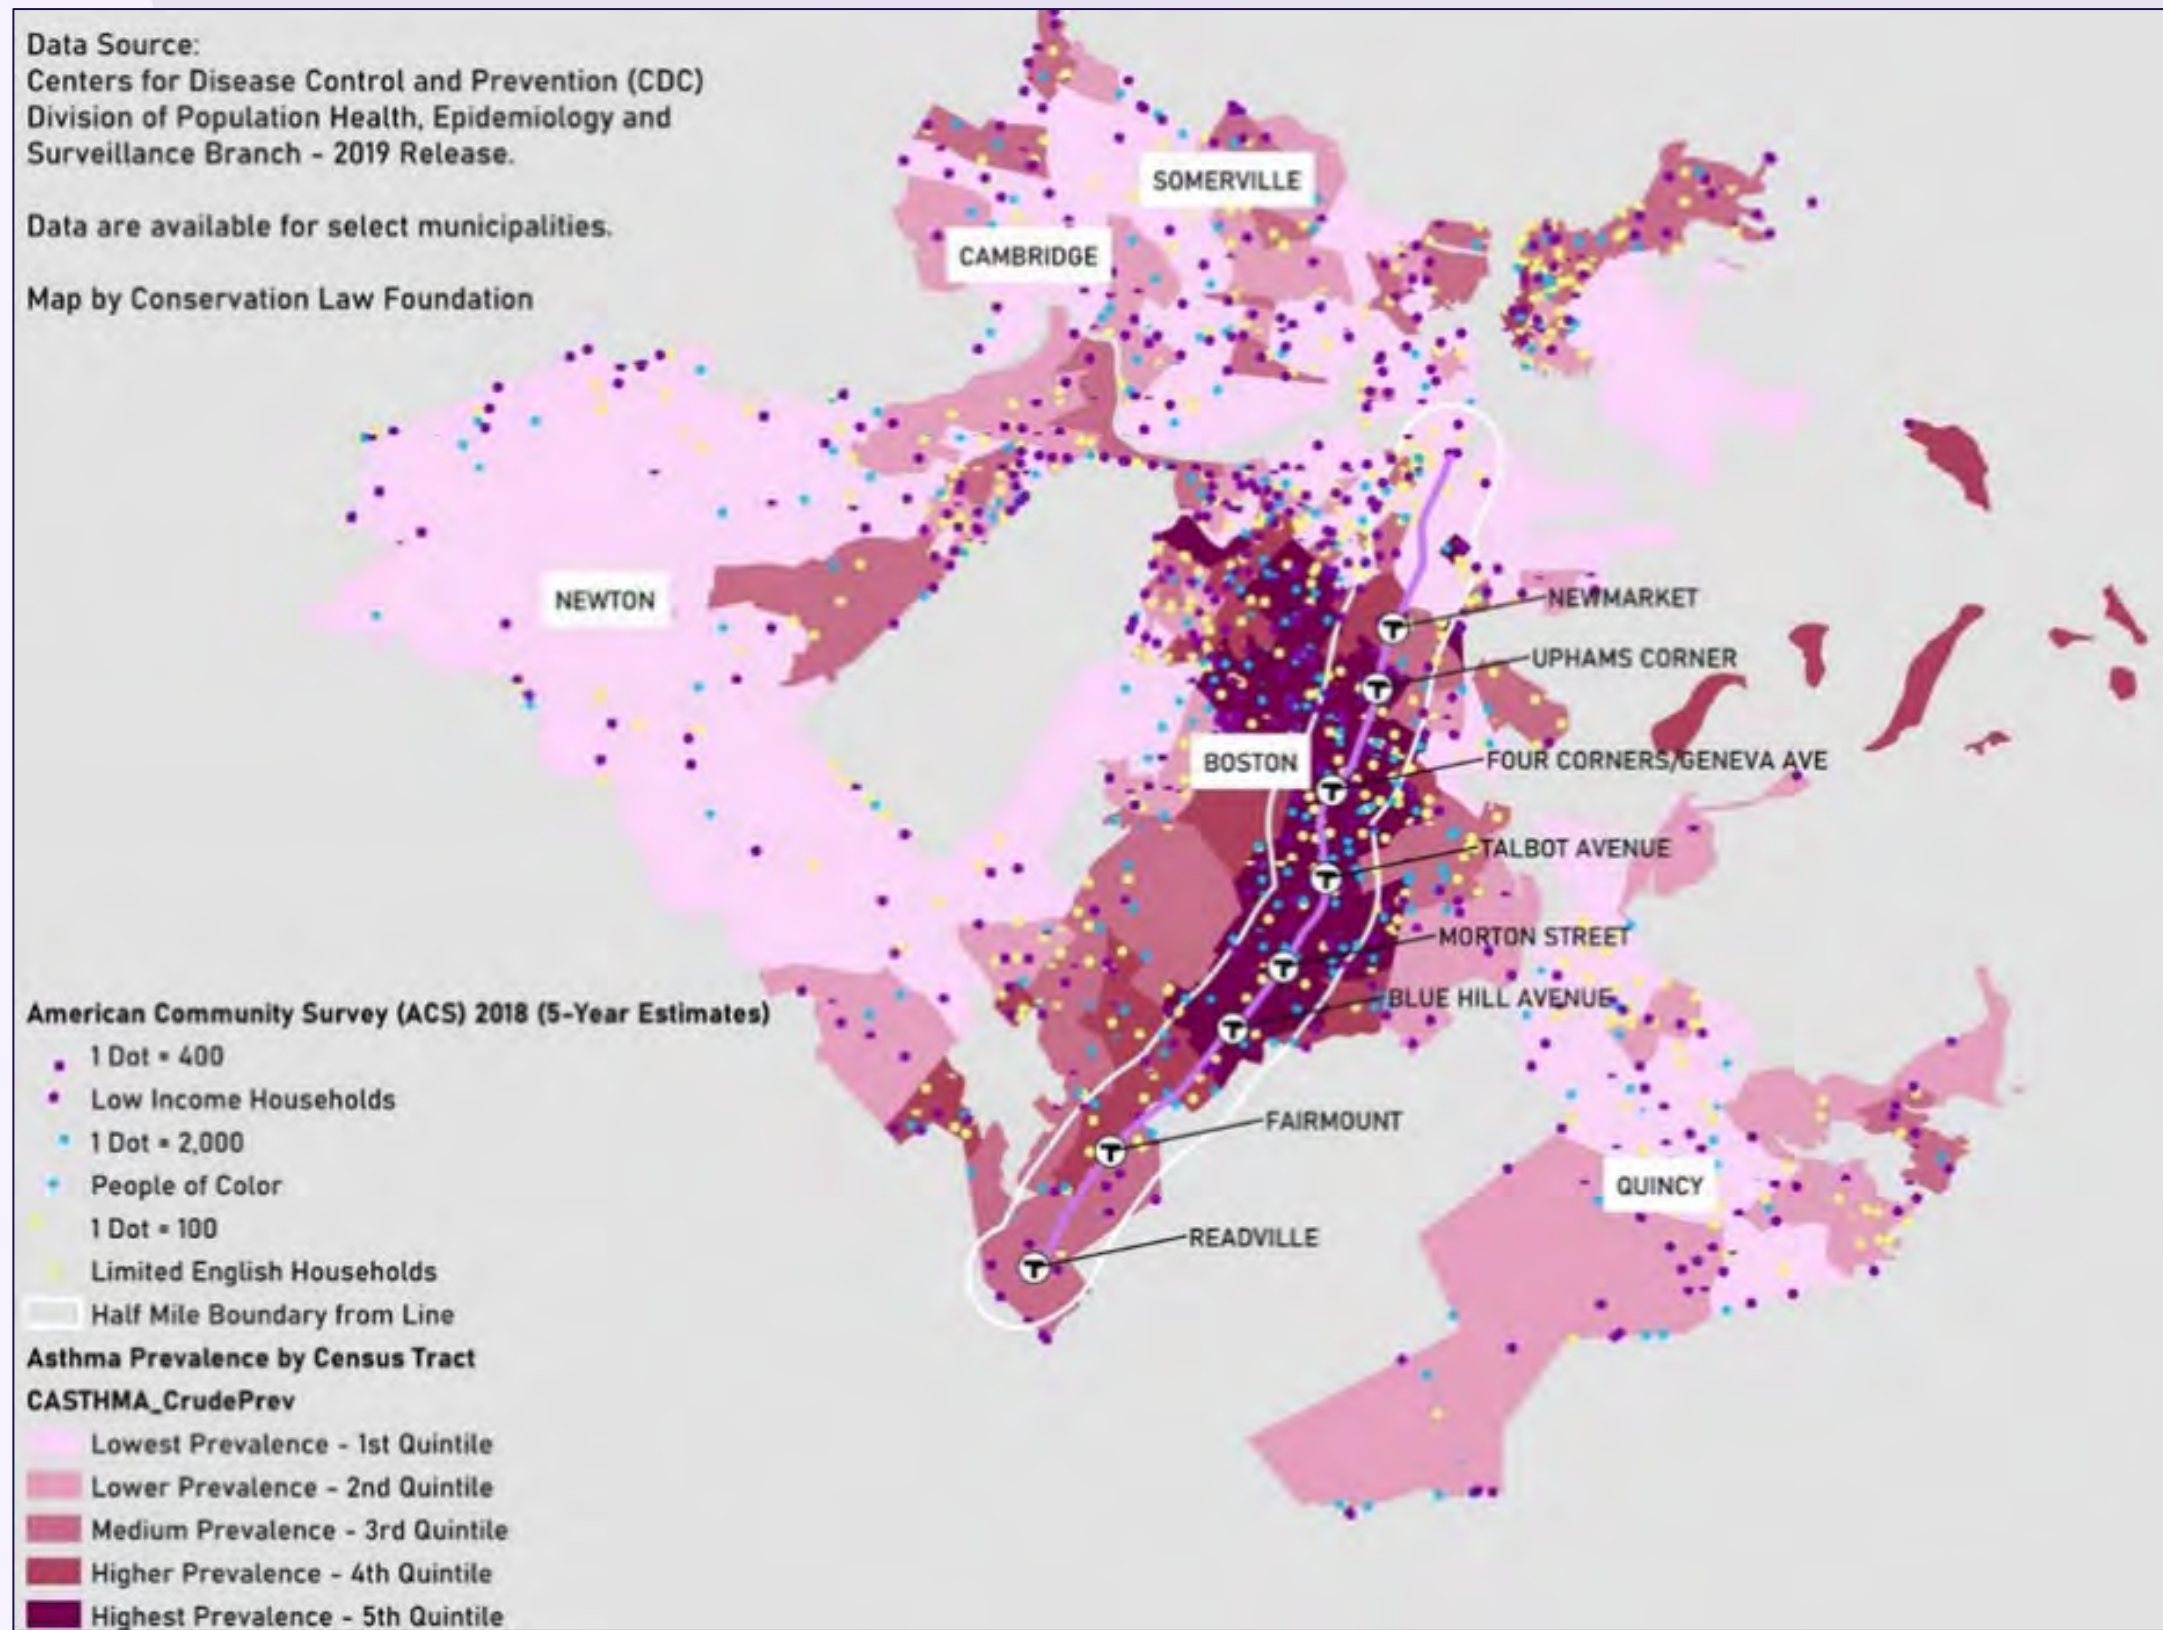 Data Source:
Centers for Disease Control and Prevention (CDC)
Division of Population Health, Epidemiology and
Surveillance Branch - 2019 Release.
Data are available for select municipalities.
Map by Conservation Law Foundation
SOMERVILLE
CAMBRIDGE
NEWTON
NEWMARKET
UPHAMS CORNER
BOSTON
FOUR CORNERS/GENEVA AVE
TALBOT AVENUE
MORTON STREET
BLUE HILL AVENUE
FAIRMOUNT
QUINCY
READVILLE
American Community Survey (ACS) 2018 (5-Year Estimates)
1 Dot = 400
Low Income Households
1 Dot = 2,000
People of Color
1 Dot = 100
Limited English Households
Half Mile Boundary from Line
Asthma Prevalence by Census Tract
CASTHMA_CrudePrev
Lowest Prevalence - 1st Quintile
Lower Prevalence - 2nd Quintile
Medium Prevalence - 3rd Quintile
Higher Prevalence - 4th Quintile
Highest Prevalence - 5th Quintile
T
T
T
T
T
T
T
T